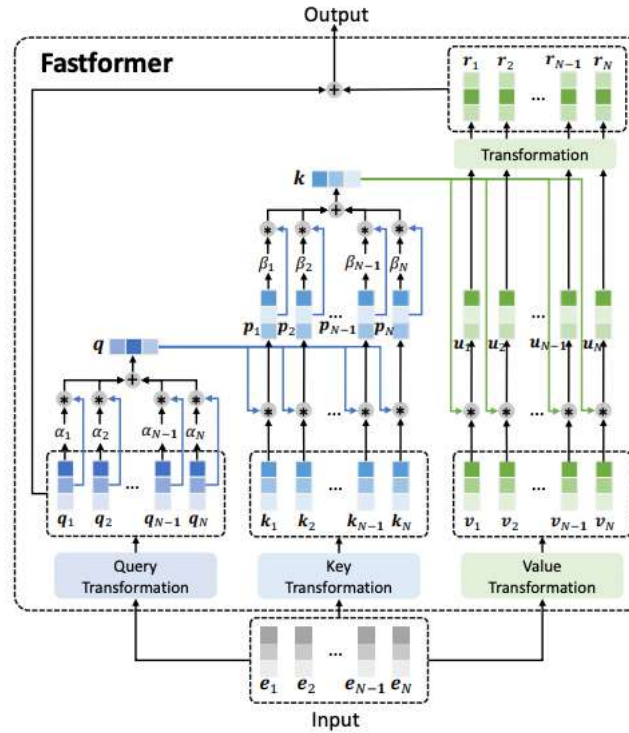 Output
Fastformer
r1 r2 ... rN−1 rN
Transformation
k
β1 β2 βN−1 βN
...
p1 p2 pN−1 pN
u1 u2 ... uN−1 uN
q
α1 α2 αN−1 αN
... ...
q1 q2 ... qN−1 qN
k1 k2 ... kN−1 kN
v1 v2 ... vN−1 vN
Query
Transformation
Key
Transformation
Value
Transformation
e1 e2 ... eN−1 eN
Input